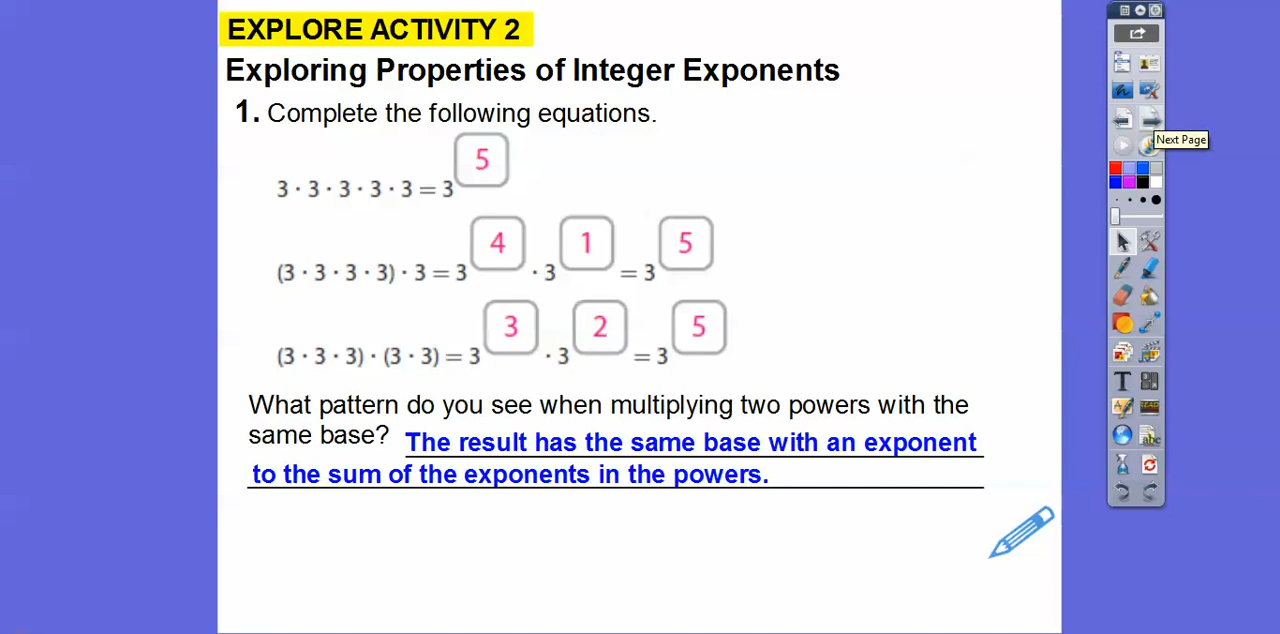 EXPLORE ACTIVITY 2
Exploring Properties of Integer Exponents
1. Complete the following equations.
3 · 3 · 3 · 3 · 3 = 3^5
(3 · 3 · 3 · 3) · 3 = 3^4 · 3^1 = 3^5
(3 · 3 · 3) · (3 · 3) = 3^3 · 3^2 = 3^5
What pattern do you see when multiplying two powers with the
same base? The result has the same base with an exponent
to the sum of the exponents in the powers.
Next Page